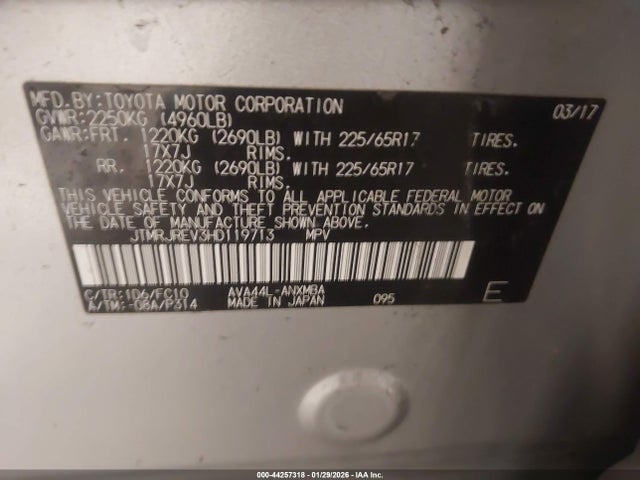 MFD.BY:TOYOTA MOTOR CORPORATION 03/17
GVWR:2250KG (4960LB)
GAWR:FRT. 1220KG (2690LB) WITH 225/65R17 TIRES.
17X7J RIMS.
RR. 1220KG (2690LB) WITH 225/65R17 TIRES.
17X7J RIMS.
THIS VEHICLE CONFORMS TO ALL APPLICABLE FEDERAL MOTOR
VEHICLE SAFETY AND THEFT PREVENTION STANDARDS IN EFFECT ON
THE DATE OF MANUFACTURE SHOWN ABOVE.
JTMRJREV3HD119713 MPV
C/TR:1D6/FC10 AVA44L-ANXMBA
A/TM:-08A/P314 MADE IN JAPAN 095 E
000-44257318 - 01/29/2026 - IAA Inc.